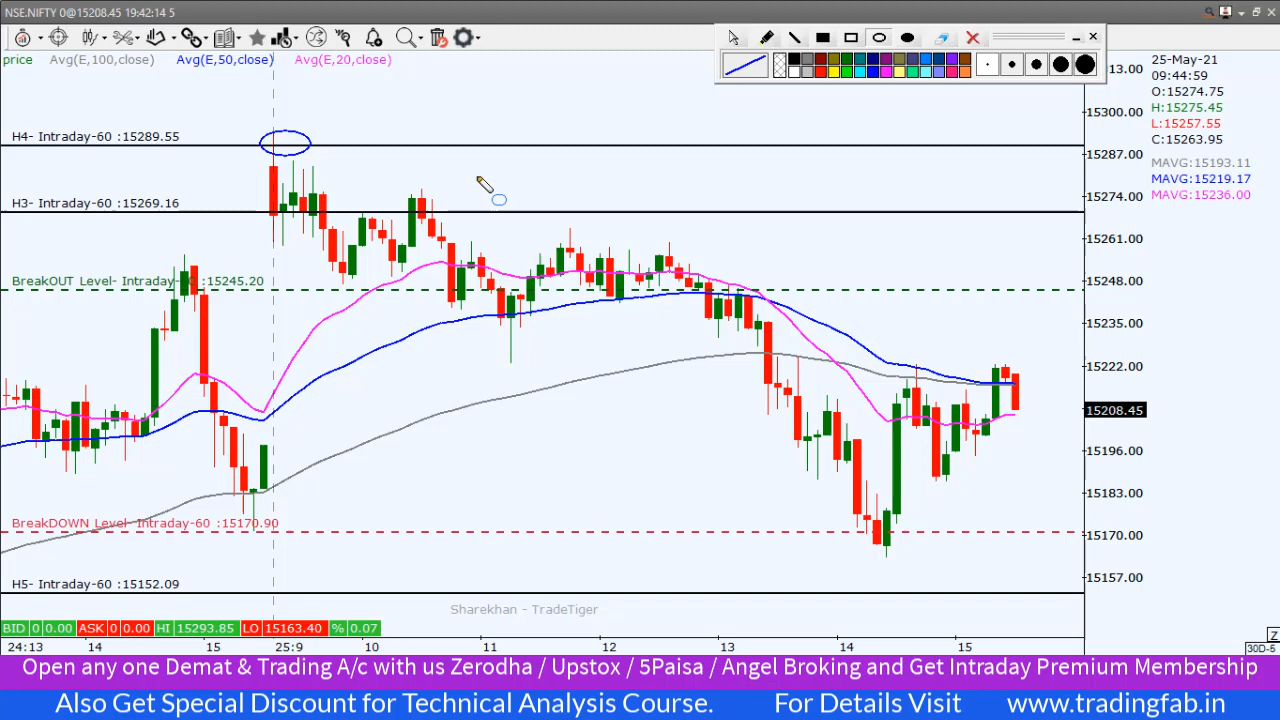 NSE.NIFTY 0@15208.45 19:42:14 5
price Avg(E,100,close) Avg(E,50,close) Avg(E,20,close)
25-May-21
09:44:59
O:15274.75
H:15275.45
L:15257.55
C:15263.95
MAVG:15193.11
MAVG:15219.17
MAVG:15236.00
13.00
15300.00
15287.00
15274.00
15261.00
15248.00
15235.00
15222.00
15208.45
15196.00
15183.00
15170.00
15157.00
H4- Intraday-60 :15289.55
H3- Intraday-60 :15269.16
BreakOUT Level- Intraday-60 :15245.20
BreakDOWN Level- Intraday-60 :15170.90
H5- Intraday-60 :15152.09
Sharekhan - TradeTiger
BID 0 0.00 ASK 0 0.00 HI 15293.85 LO 15163.40 % 0.07
24:13 14 15 25:9 10 11 12 13 14 15
Z
30D-5
Open any one Demat & Trading A/c with us Zerodha / Upstox / 5Paisa / Angel Broking and Get Intraday Premium Membership
Also Get Special Discount for Technical Analysis Course. For Details Visit www.tradingfab.in